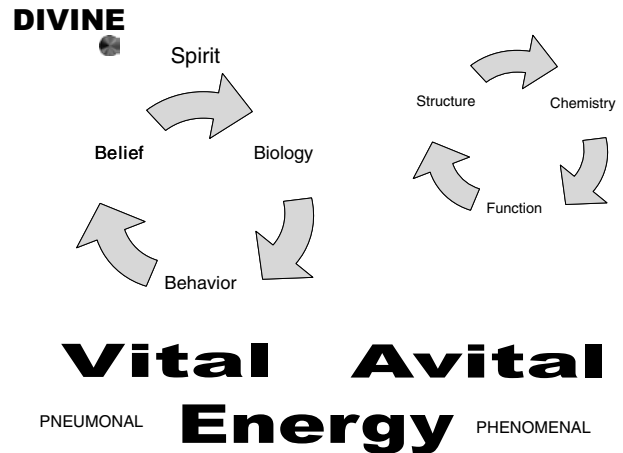 DIVINE
Spirit
Structure Chemistry
Belief Biology
Function
Behavior
Vital Avital
PNEUMONAL Energy PHENOMENAL